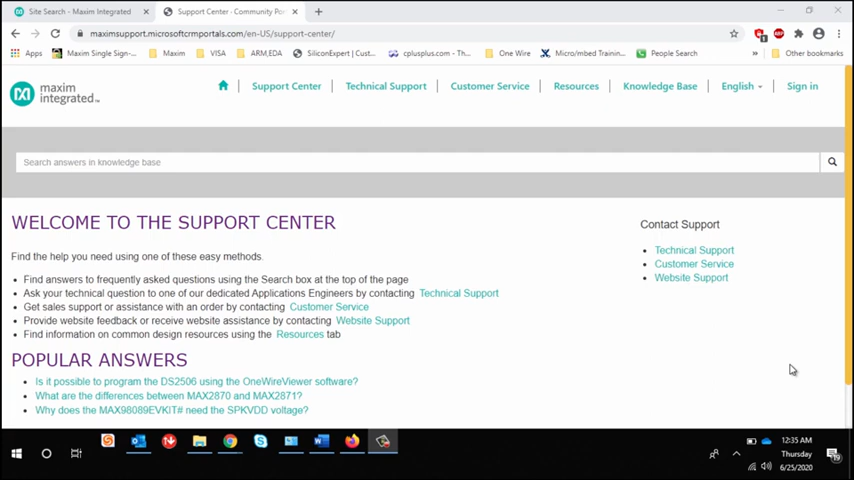 Site Search - Maxim Integrated
Support Center - Community Po
maximsupport.microsoftcrmportals.com/en-US/support-center/
Apps
Maxim Single Sign-...
Maxim
VISA
ARM,EDA
SiliconExpert | Cust...
cplusplus.com - Th...
One Wire
Micro/mbed Training...
People Search
Other bookmarks
maxim
integrated™
Support Center
Technical Support
Customer Service
Resources
Knowledge Base
English
Sign in
Search answers in knowledge base
WELCOME TO THE SUPPORT CENTER
Find the help you need using one of these easy methods.
Find answers to frequently asked questions using the Search box at the top of the page
Ask your technical question to one of our dedicated Applications Engineers by contacting Technical Support
Get sales support or assistance with an order by contacting Customer Service
Provide website feedback or receive website assistance by contacting Website Support
Find information on common design resources using the Resources tab
Contact Support
Technical Support
Customer Service
Website Support
POPULAR ANSWERS
Is it possible to program the DS2506 using the OneWireViewer software?
What are the differences between MAX2870 and MAX2871?
Why does the MAX98089EVKIT# need the SPKVDD voltage?
12:35 AM
Thursday
6/25/2020